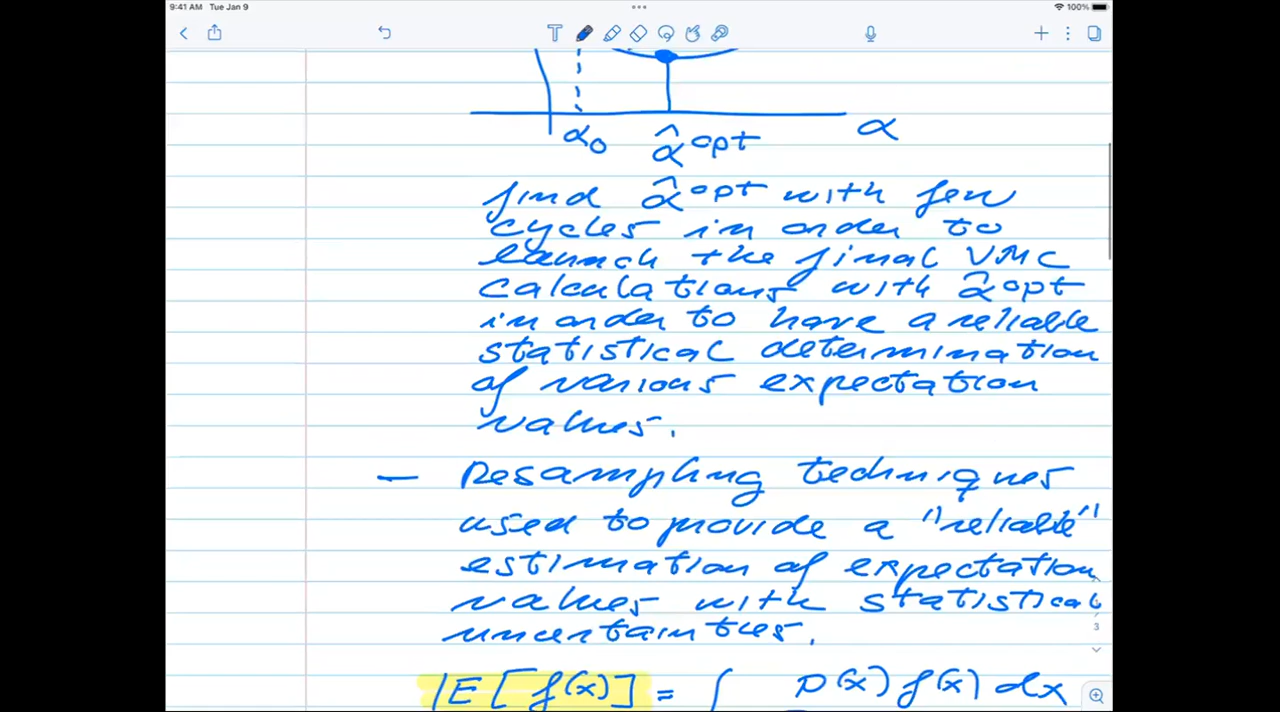 9:41 AM Tue Jan 9
100%
T
α₀ α̂ᵒᵖᵗ α
find α̂ᵒᵖᵗ with few
cycles in order to
launch the final VMC
calculations with α̂ᵒᵖᵗ
in order to have a reliable
statistical determination
of various expectation
values.
— Resampling techniques
used to provide a "reliable"
estimation of expectation
values with statistical
uncertainties.
3
E[f(x)] = ∫ p(x) f(x) dx